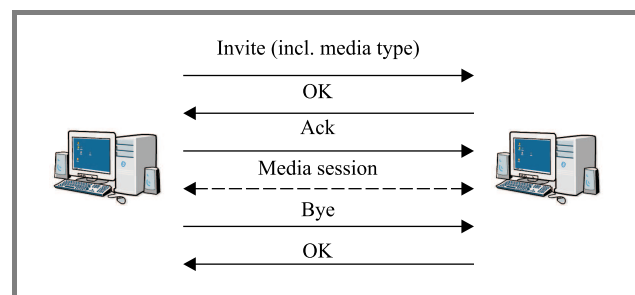 Invite (incl. media type)
OK
Ack
Media session
Bye
OK